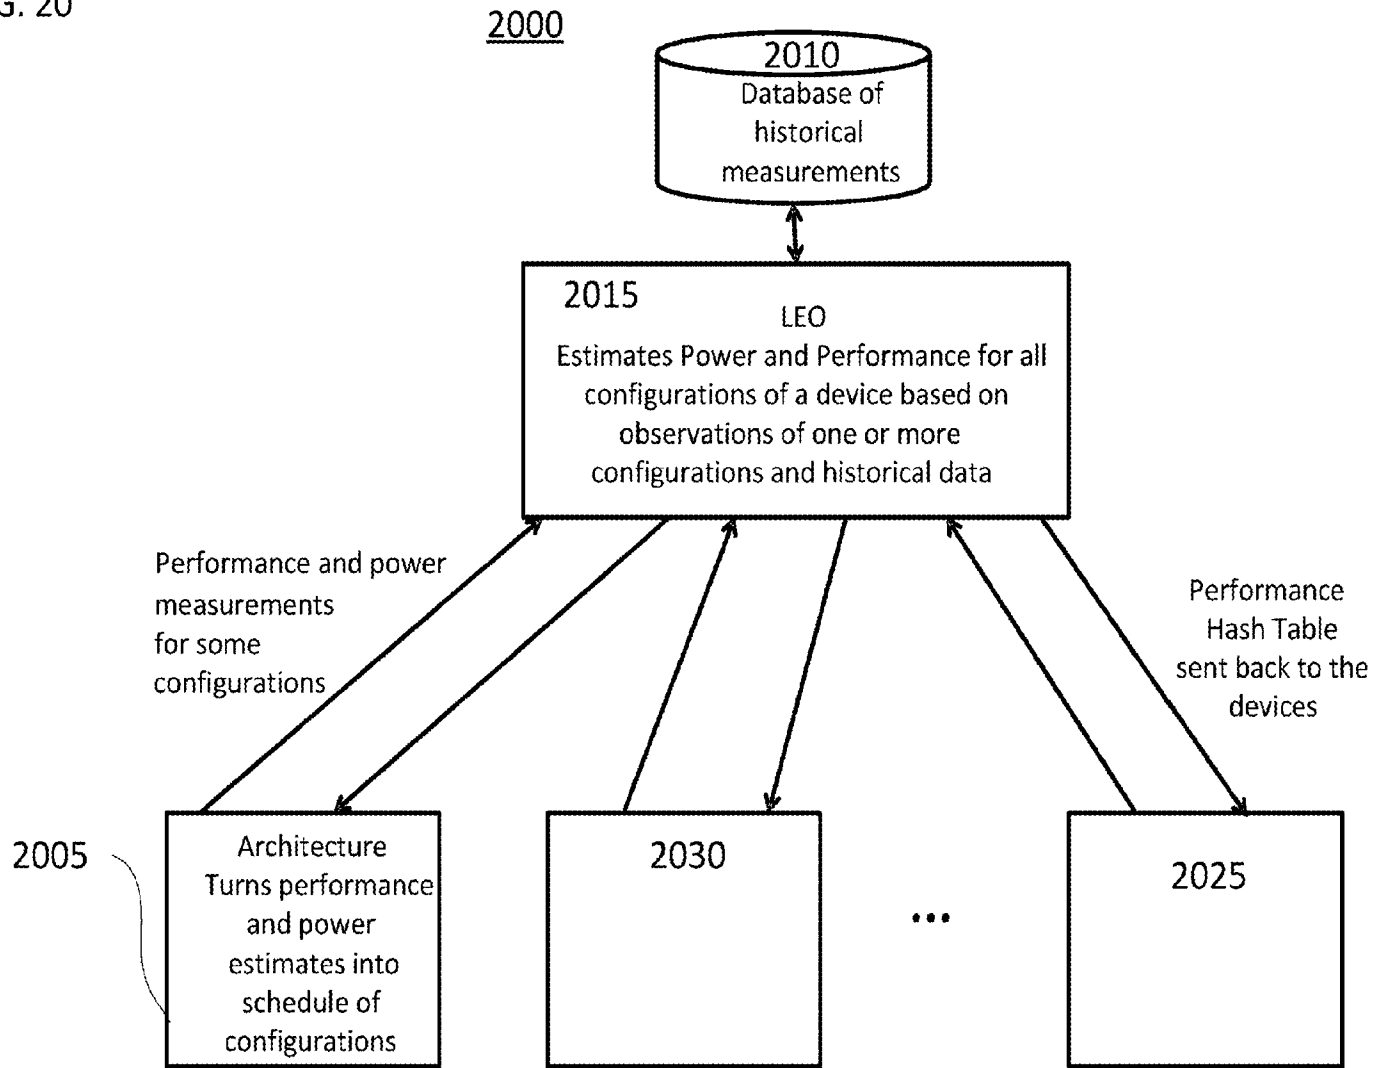 G. 20
2000
2010
Database of
historical
measurements
2015
LEO
Estimates Power and Performance for all
configurations of a device based on
observations of one or more
configurations and historical data
Performance and power
measurements
for some
configurations
Performance
Hash Table
sent back to the
devices
2005
Architecture
Turns performance
and power
estimates into
schedule of
configurations
2030
...
2025